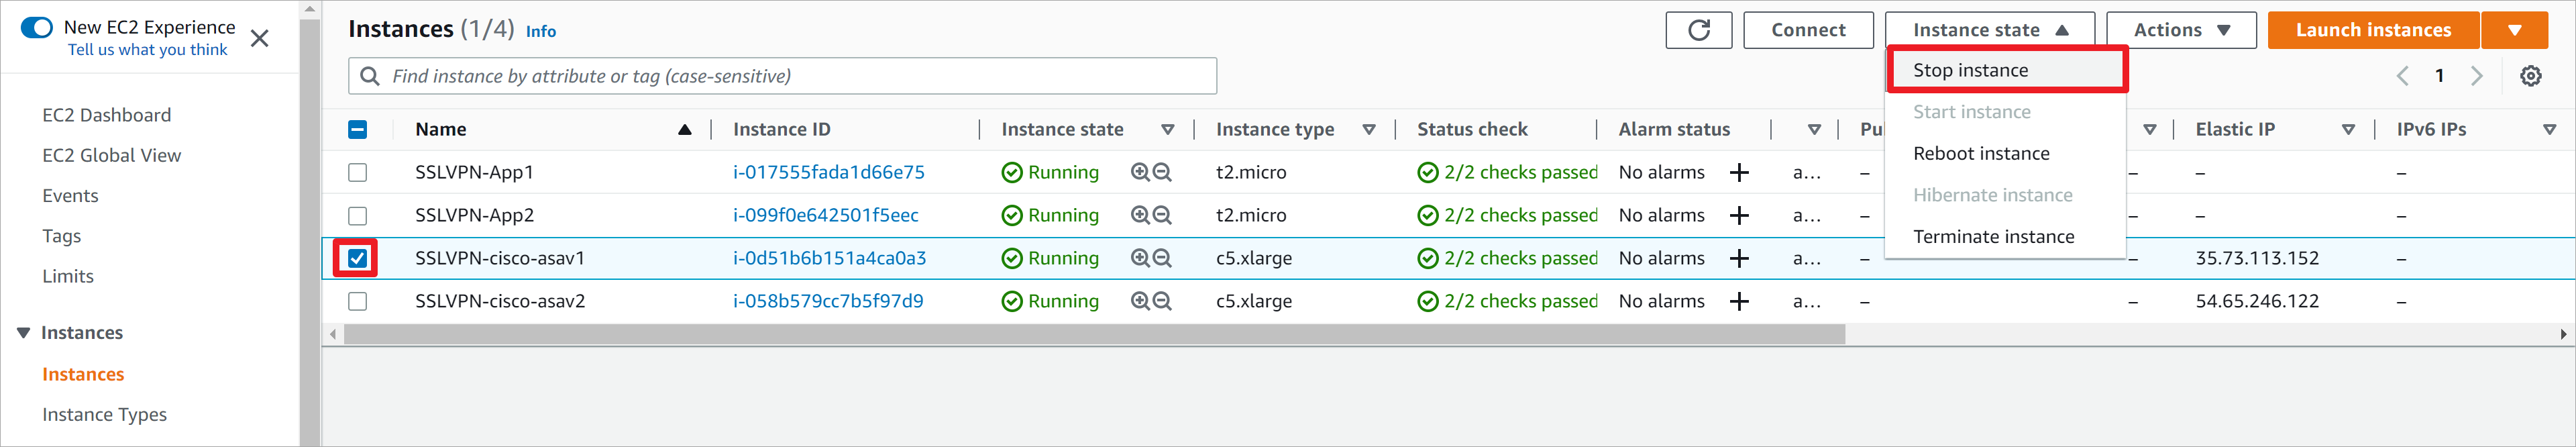 New EC2 Experience
Tell us what you think
EC2 Dashboard
EC2 Global View
Events
Tags
Limits
Instances
Instances
Instance Types
Instances (1/4) Info
Connect
Instance state
Actions
Launch instances
Find instance by attribute or tag (case-sensitive)
1
Stop instance
Start instance
Reboot instance
Hibernate instance
Terminate instance
Name Instance ID Instance state Instance type Status check Alarm status Pu Elastic IP IPv6 IPs
SSLVPN-App1 i-017555fada1d66e75 Running t2.micro 2/2 checks passed No alarms + a... – – – –
SSLVPN-App2 i-099f0e642501f5eec Running t2.micro 2/2 checks passed No alarms + a... – – – –
SSLVPN-cisco-asav1 i-0d51b6b151a4ca0a3 Running c5.xlarge 2/2 checks passed No alarms + a... – – 35.73.113.152 –
SSLVPN-cisco-asav2 i-058b579cc7b5f97d9 Running c5.xlarge 2/2 checks passed No alarms + a... – – 54.65.246.122 –